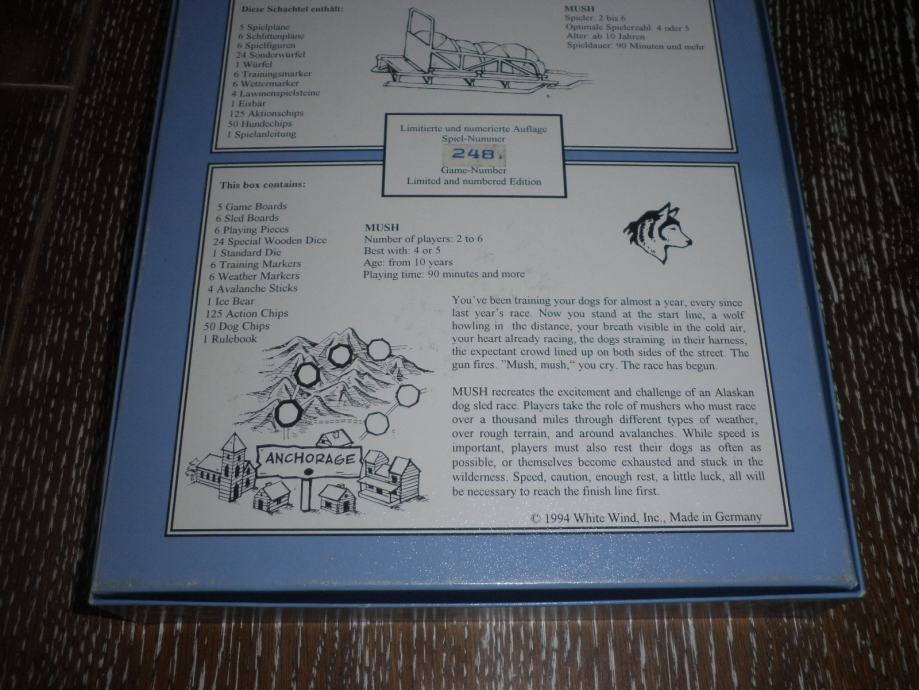 Diese Schachtel enthält:
5 Spielpläne
6 Schlittenpläne
6 Spielfiguren
24 Sonderwürfel
1 Würfel
6 Trainingsmarker
6 Wettermarker
4 Lawinenspielsteine
1 Eisbär
125 Aktionschips
50 Hundechips
1 Spielanleitung
MUSH
Spieler: 2 bis 6
Optimale Spielerzahl: 4 oder 5
Alter: ab 10 Jahren
Spieldauer: 90 Minuten und mehr
Limitierte und numerierte Auflage
Spiel-Nummer
248
Game-Number
Limited and numbered Edition
This box contains:
5 Game Boards
6 Sled Boards
6 Playing Pieces
24 Special Wooden Dice
1 Standard Die
6 Training Markers
6 Weather Markers
4 Avalanche Sticks
1 Ice Bear
125 Action Chips
50 Dog Chips
1 Rulebook
MUSH
Number of players: 2 to 6
Best with: 4 or 5
Age: from 10 years
Playing time: 90 minutes and more
You've been training your dogs for almost a year, every since
last year's race. Now you stand at the start line, a wolf
howling in the distance, your breath visible in the cold air,
your heart already racing, the dogs straining in their harness,
the expectant crowd lined up on both sides of the street. The
gun fires. "Mush, mush," you cry. The race has begun.
MUSH recreates the excitement and challenge of an Alaskan
dog sled race. Players take the role of mushers who must race
over a thousand miles through different types of weather,
over rough terrain, and around avalanches. While speed is
important, players must also rest their dogs as often as
possible, or themselves become exhausted and stuck in the
wilderness. Speed, caution, enough rest, a little luck, all will
be necessary to reach the finish line first.
ANCHORAGE
© 1994 White Wind, Inc., Made in Germany